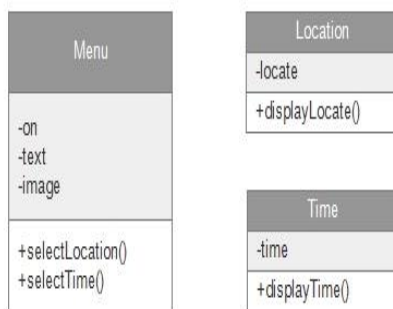 Menu
-on
-text
-image
+selectLocation()
+selectTime()
Location
-locate
+displayLocate()
Time
-time
+displayTime()